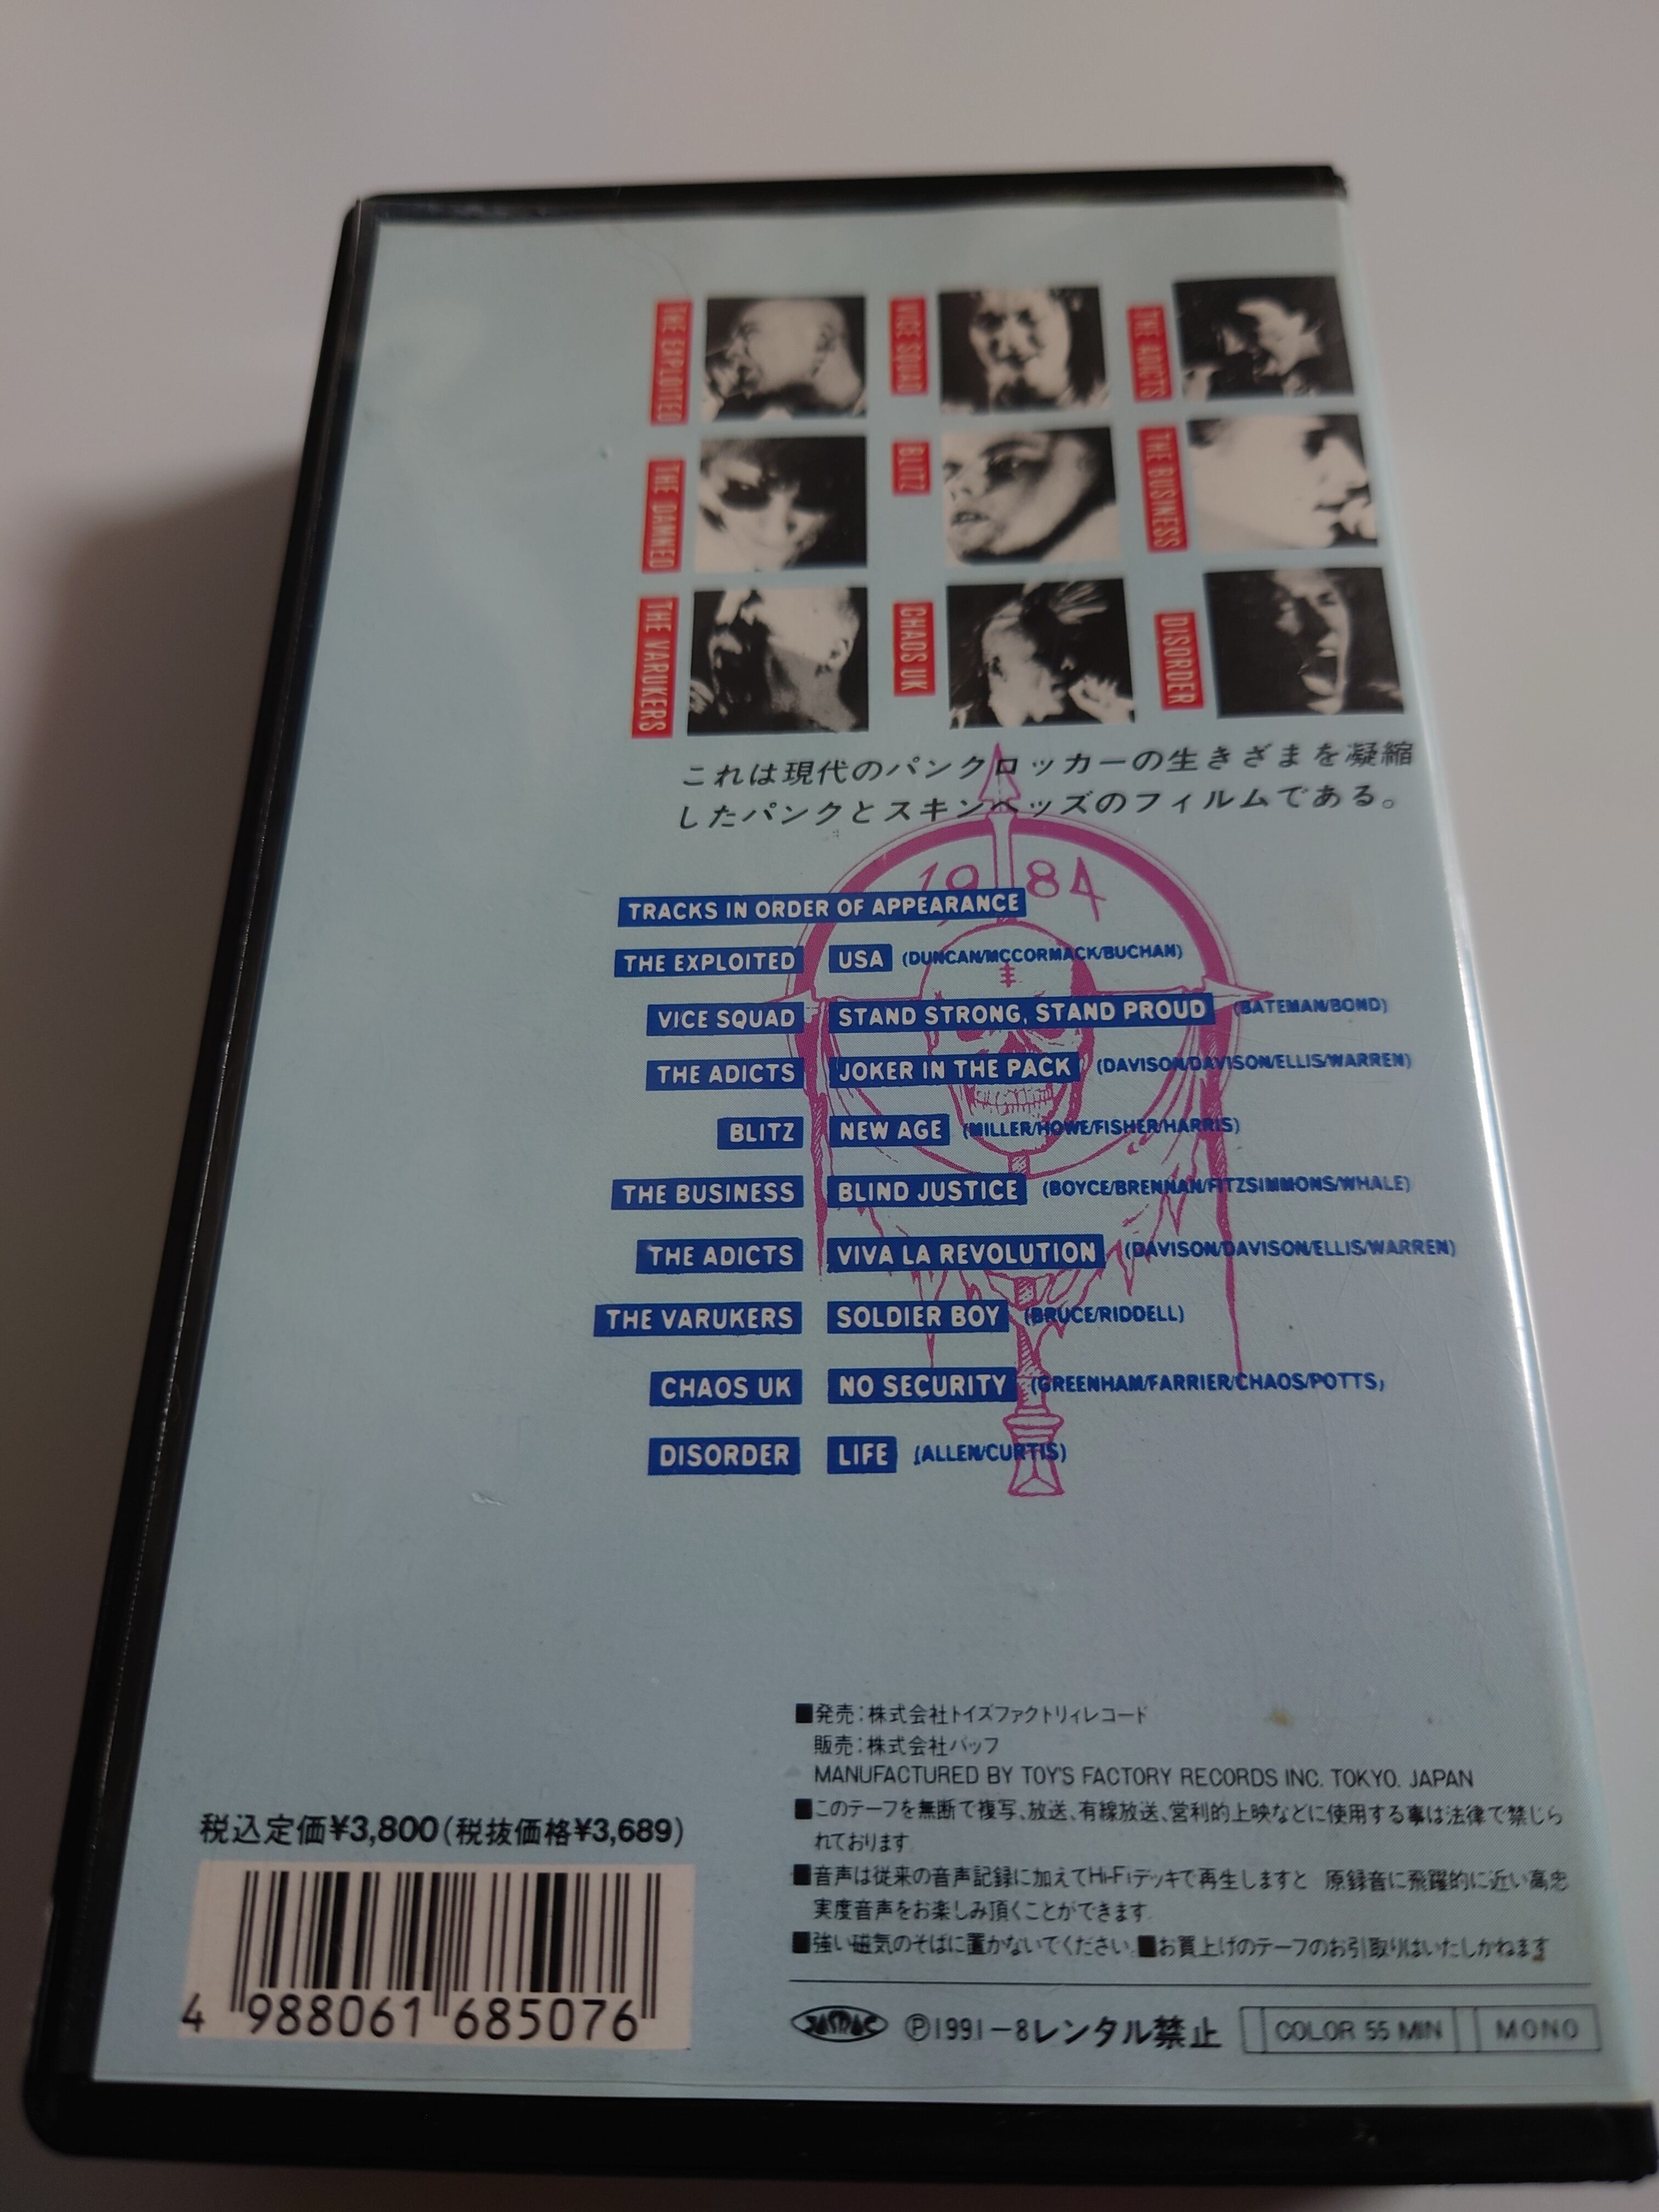 THE EXPLOITED
VICE SQUAD
THE ADICTS
THE DAMNED
BLITZ
THE BUSINESS
THE VARUKERS
CHAOS UK
DISORDER
これは現代のパンクロッカーの生きざまを凝縮
したパンクとスキンヘッズのフィルムである。
1984
TRACKS IN ORDER OF APPEARANCE
THE EXPLOITED USA (DUNCAN/MCCORMACK/BUCHAN)
VICE SQUAD STAND STRONG, STAND PROUD (BATEMAN/BOND)
THE ADICTS JOKER IN THE PACK (DAVISON/DAVISON/ELLIS/WARREN)
BLITZ NEW AGE (MILLER/HOWE/FISHER/HARRIS)
THE BUSINESS BLIND JUSTICE (BOYCE/BRENNAN/FITZSIMMONS/WHALE)
THE ADICTS VIVA LA REVOLUTION (DAVISON/DAVISON/ELLIS/WARREN)
THE VARUKERS SOLDIER BOY (BRUCE/RIDDELL)
CHAOS UK NO SECURITY (GREENHAM/FARRIER/CHAOS/POTTS)
DISORDER LIFE (ALLEN/CURTIS)
■発売:株式会社トイズファクトリィレコード
販売:株式会社バップ
MANUFACTURED BY TOY'S FACTORY RECORDS INC. TOKYO. JAPAN
■このテープを無断で複写、放送、有線放送、営利的上映などに使用する事は法律で禁じら
れております
■音声は従来の音声記録に加えてHi-Fiデッキで再生しますと 原録音に飛躍的に近い高忠
実度音声をお楽しみ頂くことができます.
■強い磁気のそばに置かないでください.■お買上げのテープのお引取りはいたしかねます
税込定価¥3,800(税抜価格¥3,689)
4 988061 685076
JASRAC ℗1991-8レンタル禁止 COLOR 55 MIN MONO